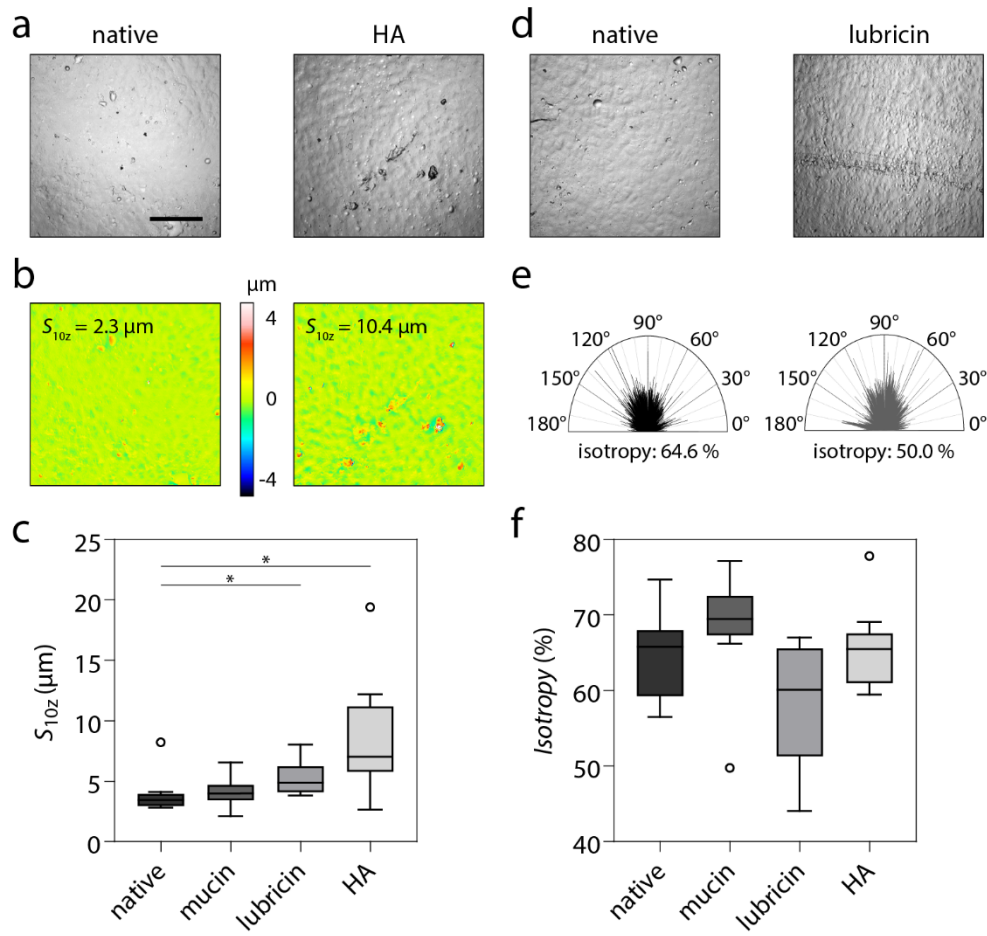 a
native
HA
d
native
lubricin
b
µm
S10z = 2.3 µm
4
0
-4
S10z = 10.4 µm
e
90°
120°
60°
150°
30°
180°
0°
isotropy: 64.6 %
90°
120°
60°
150°
30°
180°
0°
isotropy: 50.0 %
c
S10z (µm)
25
20
15
10
5
0
*
*
native
mucin
lubricin
HA
f
Isotropy (%)
80
70
60
50
40
native
mucin
lubricin
HA